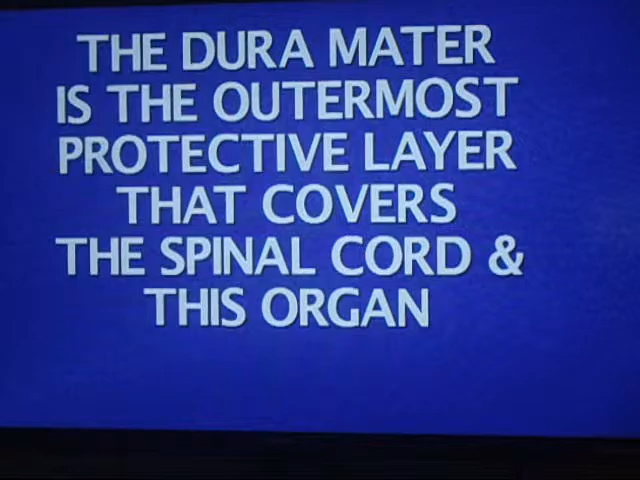 THE DURA MATER
IS THE OUTERMOST
PROTECTIVE LAYER
THAT COVERS
THE SPINAL CORD &
THIS ORGAN